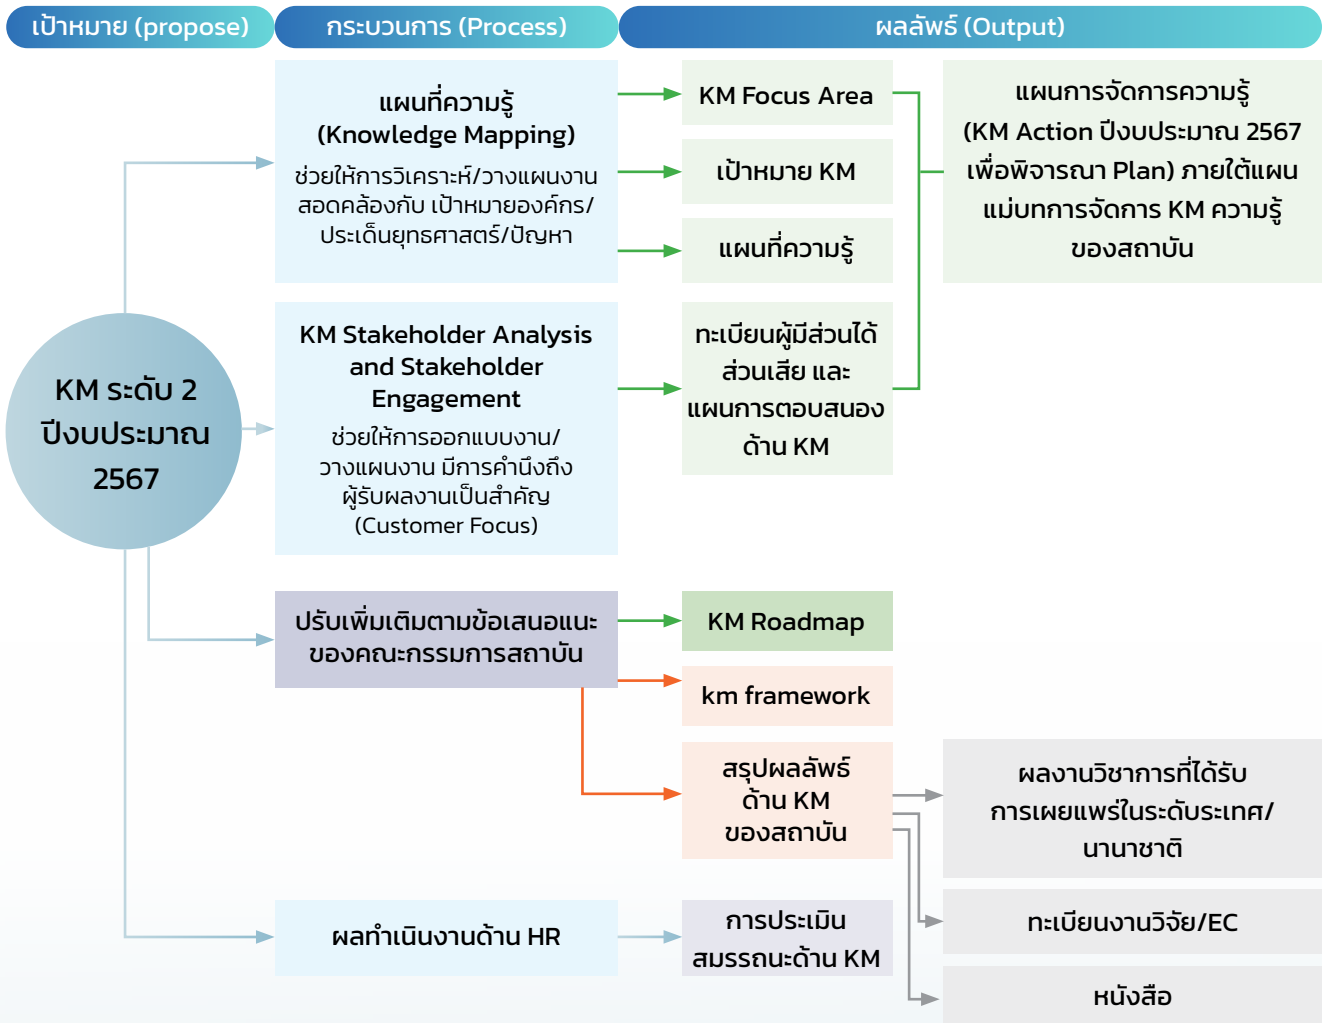 เป้าหมาย (propose)
กระบวนการ (Process)
ผลลัพธ์ (Output)
KM ระดับ 2
ปีงบประมาณ
2567
แผนที่ความรู้
(Knowledge Mapping)
ช่วยให้การวิเคราะห์/วางแผนงาน
สอดคล้องกับ เป้าหมายองค์กร/
ประเด็นยุทธศาสตร์/ปัญหา
KM Focus Area
เป้าหมาย KM
แผนที่ความรู้
แผนการจัดการความรู้
(KM Action ปีงบประมาณ 2567
เพื่อพิจารณา Plan) ภายใต้แผน
แม่บทการจัดการ KM ความรู้
ของสถาบัน
KM Stakeholder Analysis
and Stakeholder
Engagement
ช่วยให้การออกแบบงาน/
วางแผนงาน มีการคำนึงถึง
ผู้รับผลงานเป็นสำคัญ
(Customer Focus)
ทะเบียนผู้มีส่วนได้
ส่วนเสีย และ
แผนการตอบสนอง
ด้าน KM
ปรับเพิ่มเติมตามข้อเสนอแนะ
ของคณะกรรมการสถาบัน
KM Roadmap
km framework
สรุปผลลัพธ์
ด้าน KM
ของสถาบัน
ผลงานวิชาการที่ได้รับ
การเผยแพร่ในระดับระเทศ/
นานาชาติ
ทะเบียนงานวิจัย/EC
หนังสือ
ผลทำเนินงานด้าน HR
การประเมิน
สมรรถนะด้าน KM